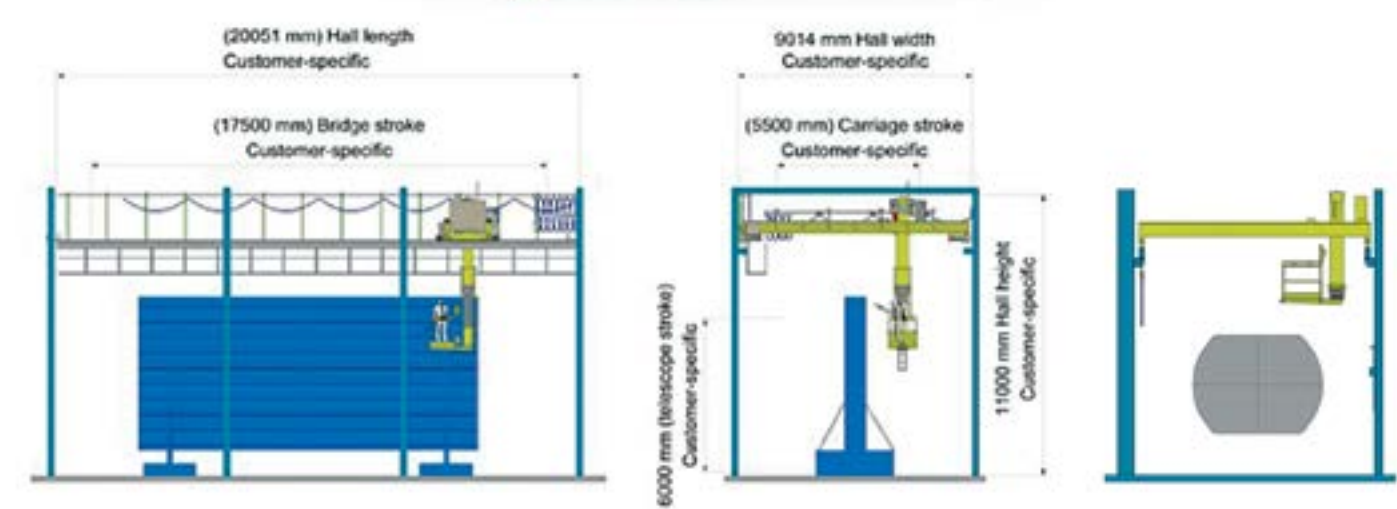 (20051 mm) Hall length
Customer-specific
(17500 mm) Bridge stroke
Customer-specific
9014 mm Hall width
Customer-specific
(5500 mm) Carriage stroke
Customer-specific
6000 mm (telescope stroke)
Customer-specific
11000 mm Hall height
Customer-specific